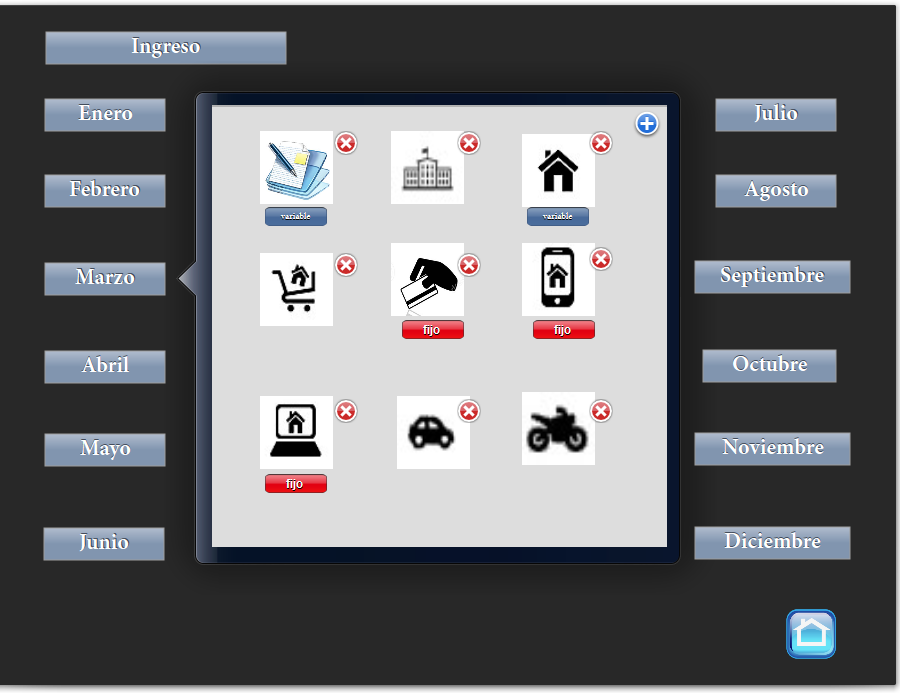 Ingreso
Enero
Julio
Febrero
Agosto
variable
variable
Marzo
Septiembre
fijo
fijo
Abril
Octubre
Mayo
Noviembre
fijo
Junio
Diciembre